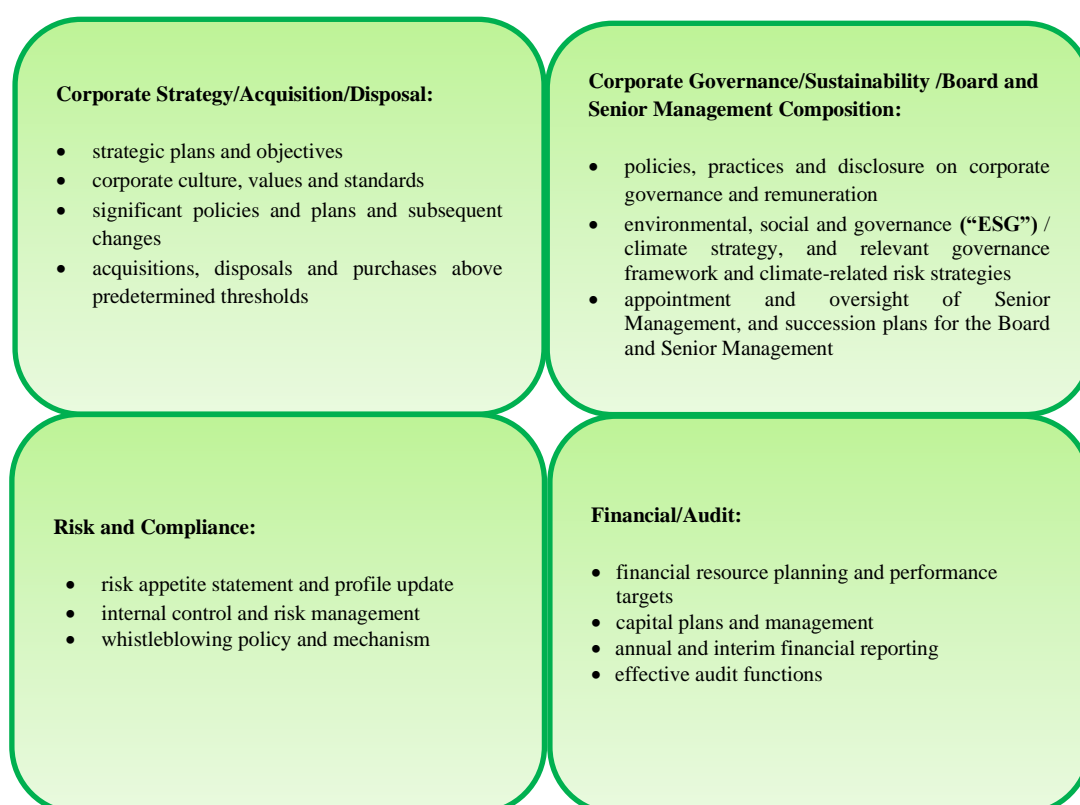 Corporate Strategy/Acquisition/Disposal:
• strategic plans and objectives
• corporate culture, values and standards
• significant policies and plans and subsequent
changes
• acquisitions, disposals and purchases above
predetermined thresholds
Corporate Governance/Sustainability /Board and
Senior Management Composition:
• policies, practices and disclosure on corporate
governance and remuneration
• environmental, social and governance (“ESG”) /
climate strategy, and relevant governance
framework and climate-related risk strategies
• appointment and oversight of Senior
Management, and succession plans for the Board
and Senior Management
Risk and Compliance:
• risk appetite statement and profile update
• internal control and risk management
• whistleblowing policy and mechanism
Financial/Audit:
• financial resource planning and performance
targets
• capital plans and management
• annual and interim financial reporting
• effective audit functions